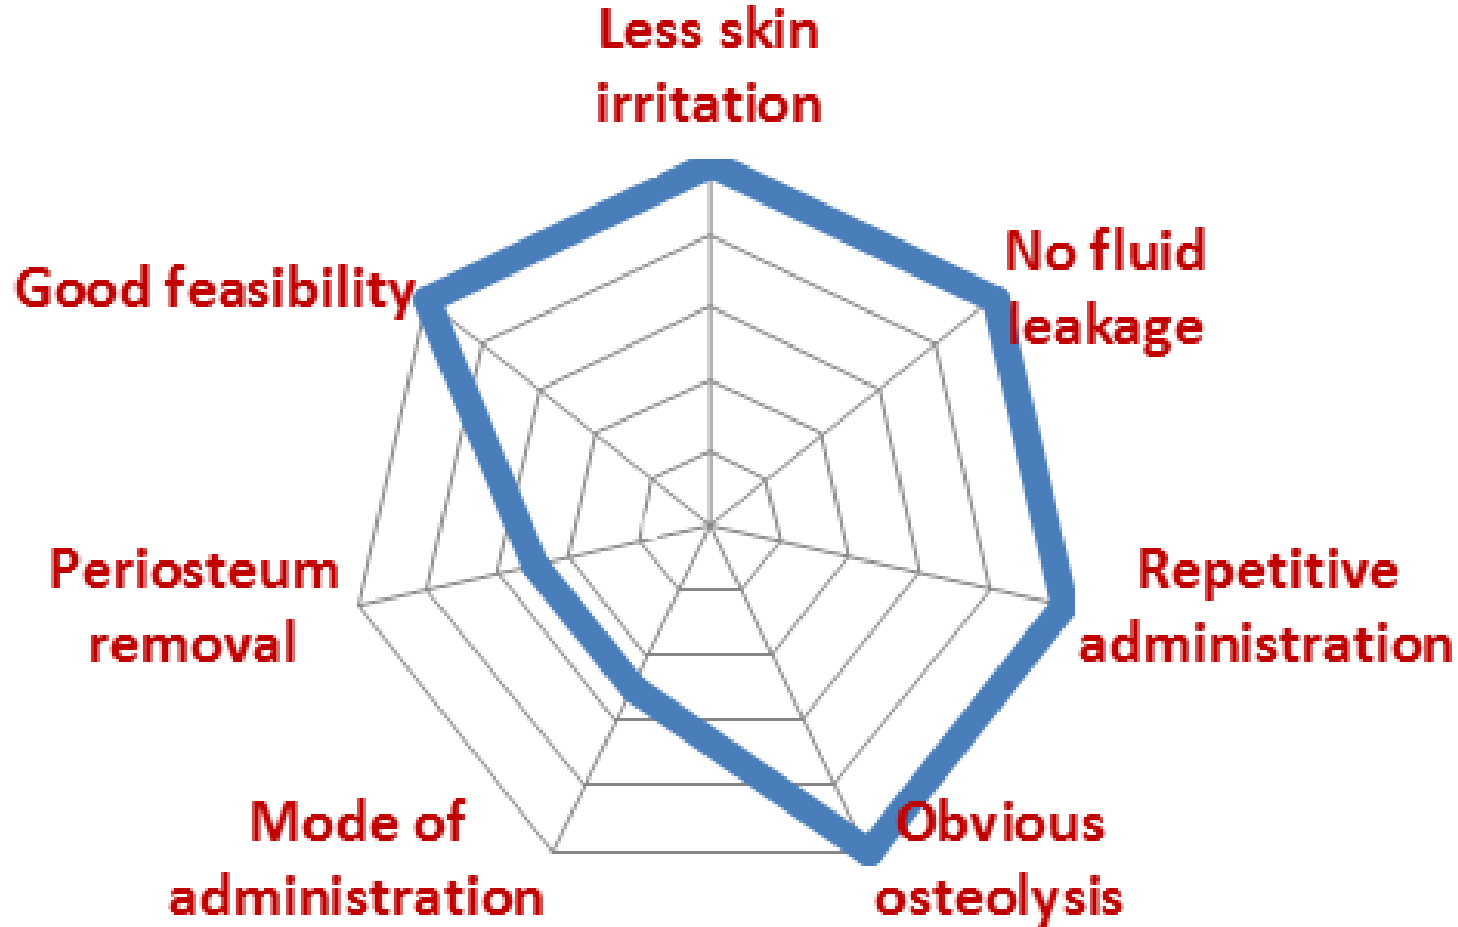 Less skin
irritation
No fluid
leakage
Good feasibility
Repetitive
administration
Periosteum
removal
Obvious
osteolysis
Mode of
administration